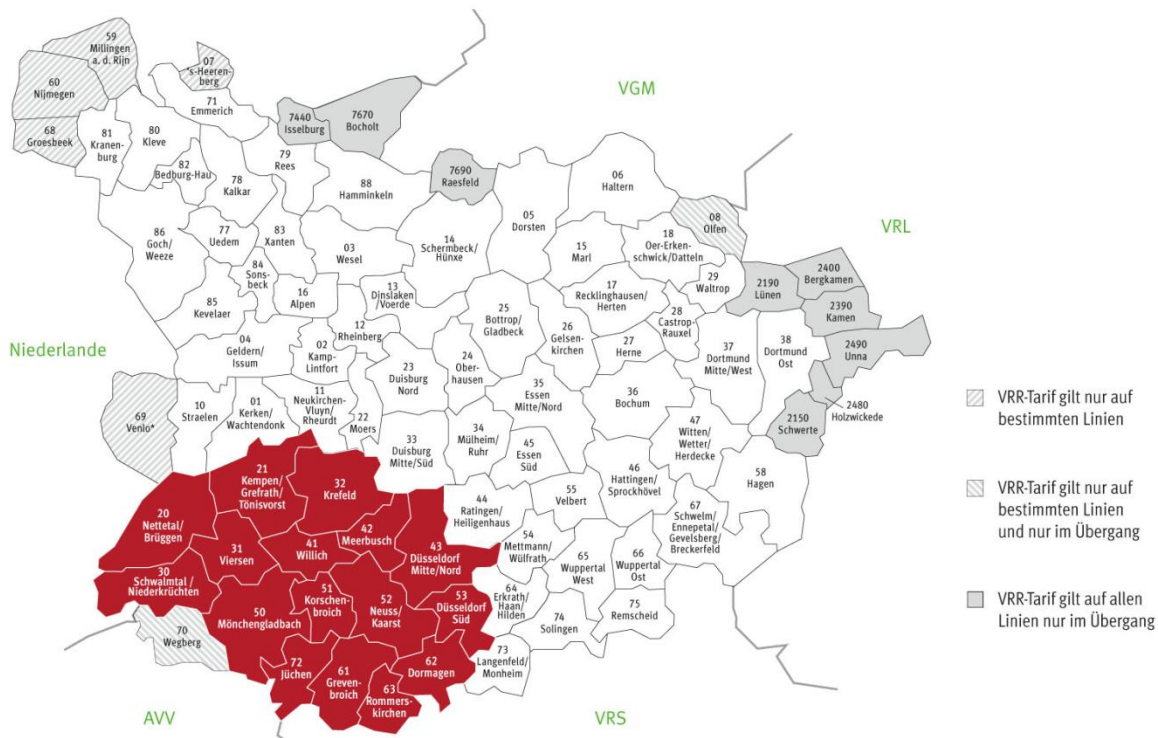 59
Millingen
a. d. Rijn
07
's-Heeren-
berg
60
Nijmegen
VGM
71
Emmerich
7440
Isselburg
7670
Bocholt
68
Groesbeek
81
Kranen-
burg
80
Kleve
82
Bedburg-Hau
79
Rees
78
Kalkar
88
Hamminkeln
7690
Raesfeld
06
Haltern
08
Olfen
VRL
05
Dorsten
86
Goch/
Weeze
77
Uedem
83
Xanten
03
Wesel
14
Schermbeck/
Hünxe
15
Marl
18
Oer-Erken-
schwick/Datteln
29
Waltrop
2190
Lünen
2400
Bergkamen
84
Sons-
beck
16
Alpen
13
Dinslaken
/Voerde
17
Recklinghausen/
Herten
2390
Kamen
85
Kevelaer
25
Bottrop/
Gladbeck
28
Castrop-
Rauxel
2490
Unna
Niederlande
04
Geldern/
Issum
02
Kamp-
Lintfort
12
Rheinberg
26
Gelsen-
kirchen
27
Herne
37
Dortmund
Mitte/West
38
Dortmund
Ost
23
Duisburg
Nord
24
Ober-
hausen
35
Essen
Mitte/Nord
36
Bochum
2480
Holzwickede
69
Venlo*
10
Straelen
01
Kerken/
Wachtendonk
11
Neukirchen-
Vluyn/
Rheurdt
22
Moers
2150
Schwerte
33
Duisburg
Mitte/Süd
34
Mülheim/
Ruhr
45
Essen
Süd
47
Witten/
Wetter/
Herdecke
21
Kempen/
Grefrath/
Tönisvorst
32
Krefeld
46
Hattingen/
Sprockhövel
58
Hagen
20
Nettetal/
Brüggen
44
Ratingen/
Heiligenhaus
55
Velbert
67
Schwelm/
Ennepetal/
Gevelsberg/
Breckerfeld
31
Viersen
41
Willich
42
Meerbusch
43
Düsseldorf
Mitte/Nord
54
Mettmann/
Wülfrath
65
Wuppertal
West
66
Wuppertal
Ost
30
Schwalmtal/
Niederkrüchten
50
Mönchengladbach
51
Korschen-
broich
52
Neuss/
Kaarst
53
Düsseldorf
Süd
64
Erkrath/
Haan/
Hilden
74
Solingen
75
Remscheid
70
Wegberg
72
Jüchen
61
Greven-
broich
62
Dormagen
73
Langenfeld/
Monheim
63
Rommers-
kirchen
AVV
VRS
VRR-Tarif gilt nur auf
bestimmten Linien
VRR-Tarif gilt nur auf
bestimmten Linien
und nur im Übergang
VRR-Tarif gilt auf allen
Linien nur im Übergang